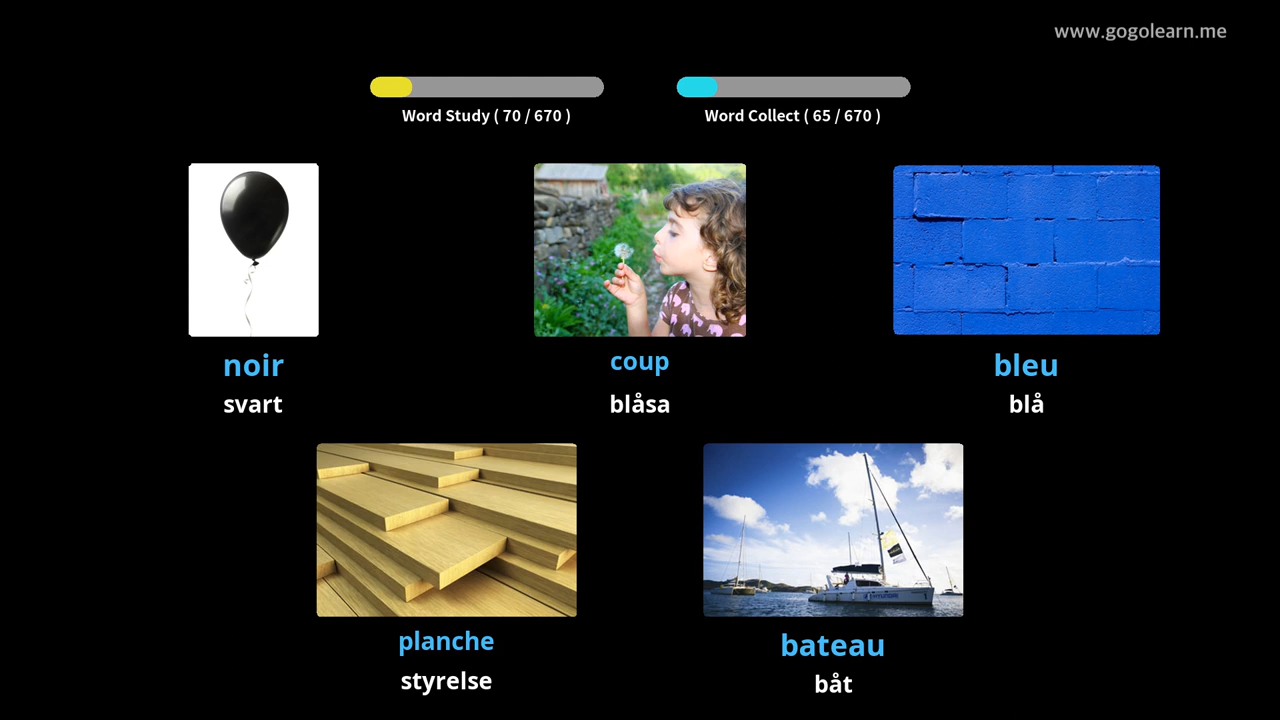 www.gogolearn.me
Word Study ( 70 / 670 )
Word Collect ( 65 / 670 )
noir
svart
coup
blåsa
bleu
blå
planche
styrelse
bateau
båt